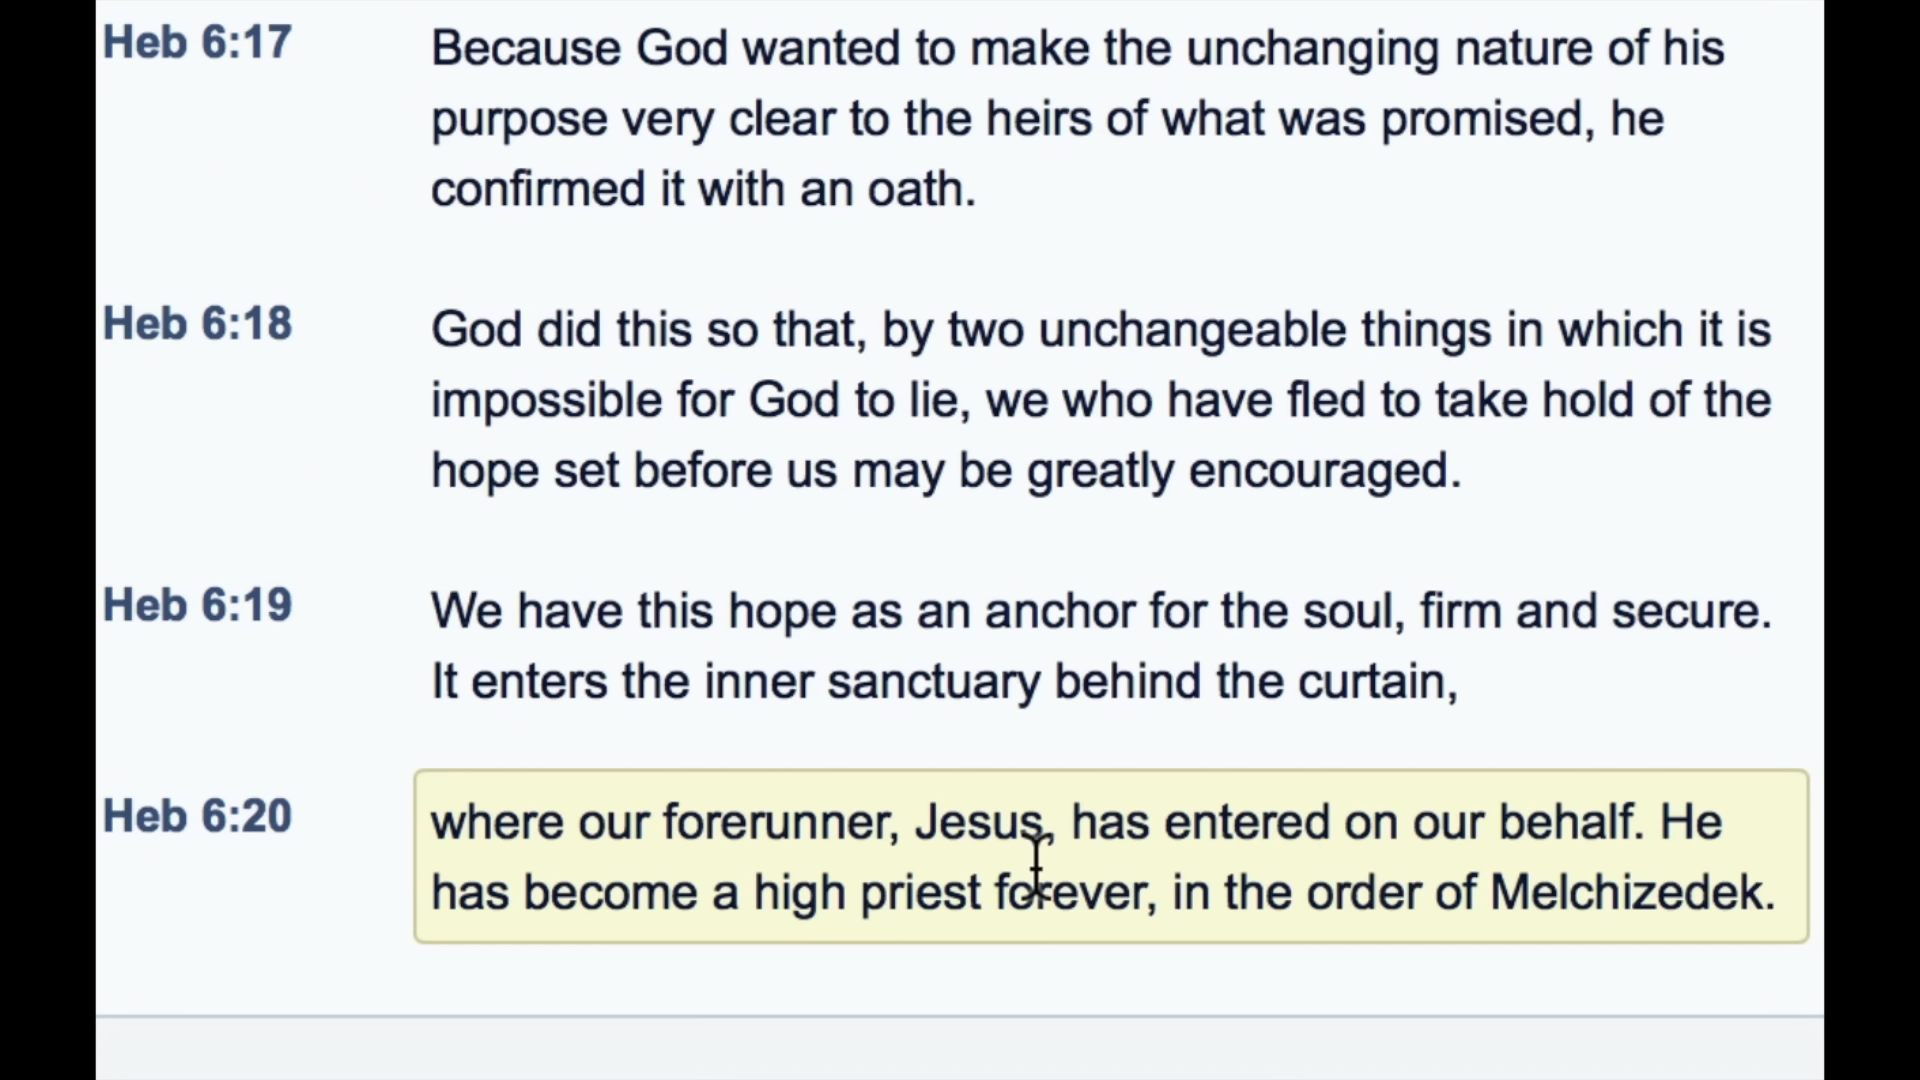 Heb 6:17 Because God wanted to make the unchanging nature of his
purpose very clear to the heirs of what was promised, he
confirmed it with an oath.
Heb 6:18 God did this so that, by two unchangeable things in which it is
impossible for God to lie, we who have fled to take hold of the
hope set before us may be greatly encouraged.
Heb 6:19 We have this hope as an anchor for the soul, firm and secure.
It enters the inner sanctuary behind the curtain,
Heb 6:20 where our forerunner, Jesus, has entered on our behalf. He
has become a high priest forever, in the order of Melchizedek.